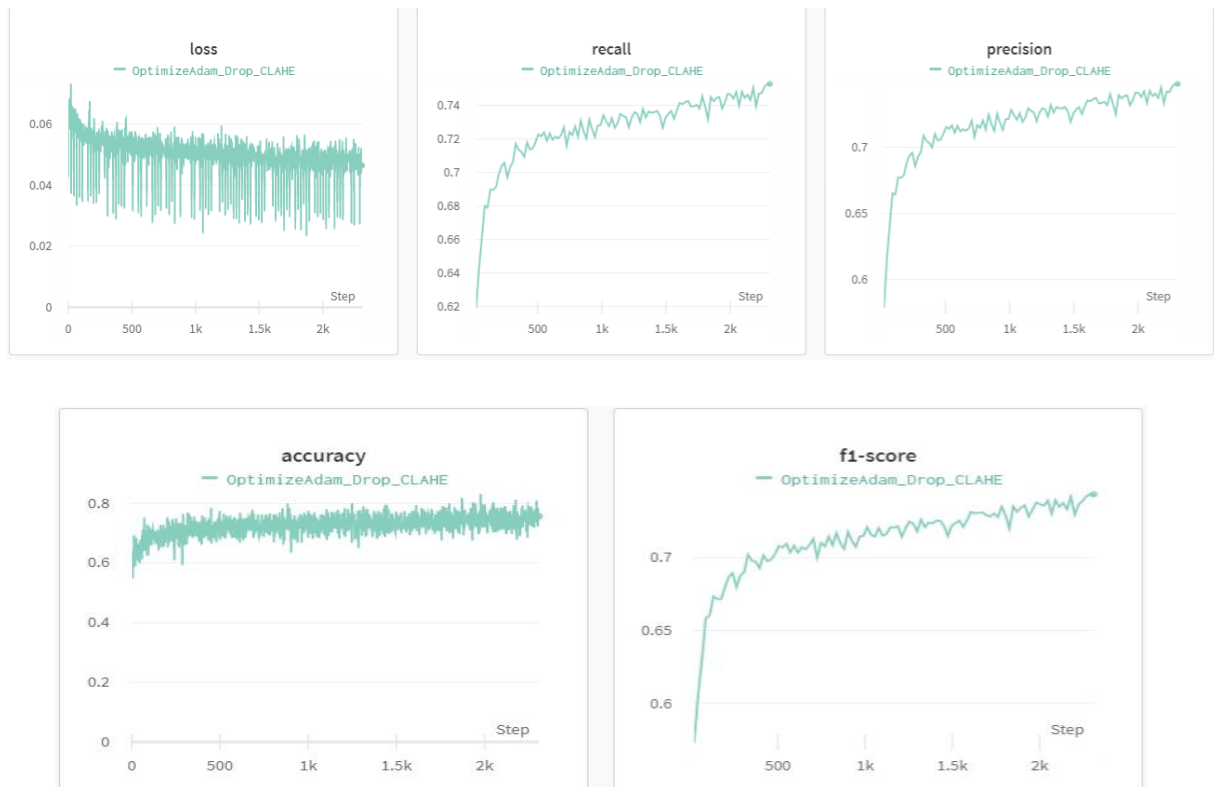 loss
OptimizeAdam_Drop_CLAHE
0.06
0.04
0.02
0
Step
0 500 1k 1.5k 2k
recall
OptimizeAdam_Drop_CLAHE
0.74
0.72
0.7
0.68
0.66
0.64
0.62
Step
500 1k 1.5k 2k
precision
OptimizeAdam_Drop_CLAHE
0.7
0.65
0.6
Step
500 1k 1.5k 2k
accuracy
OptimizeAdam_Drop_CLAHE
0.8
0.6
0.4
0.2
0
Step
0 500 1k 1.5k 2k
f1-score
OptimizeAdam_Drop_CLAHE
0.7
0.65
0.6
Step
500 1k 1.5k 2k